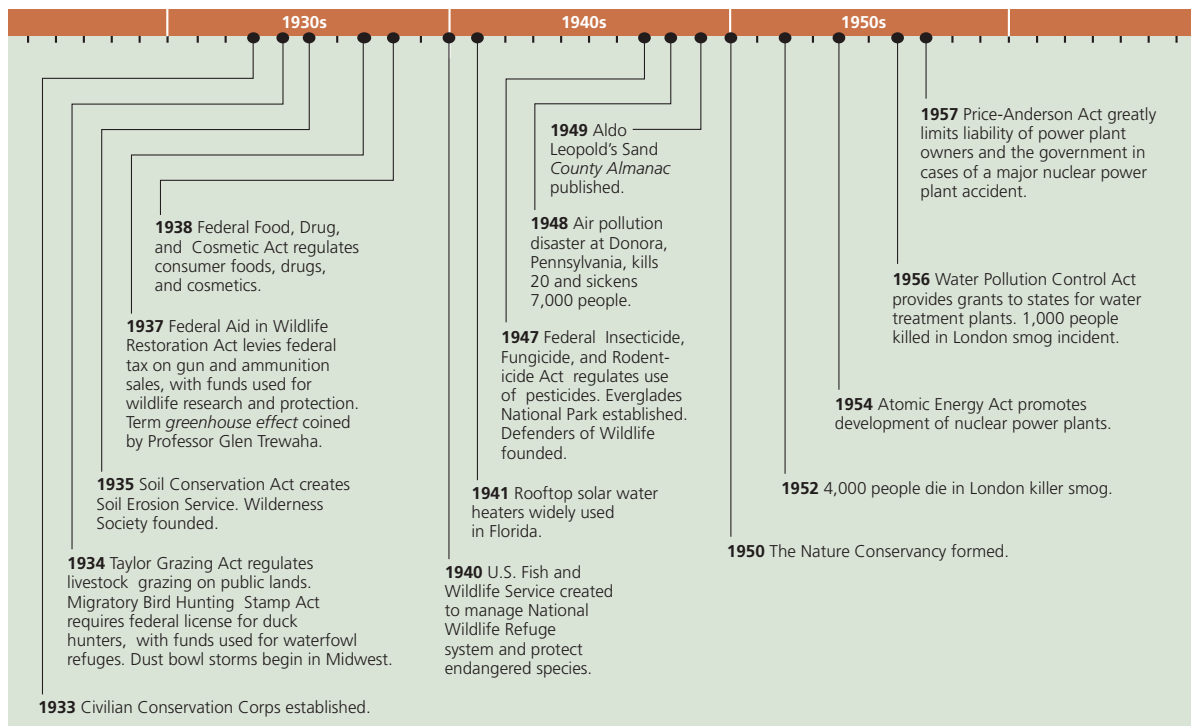 1930s
1940s
1950s
1933 Civilian Conservation Corps established.
1934 Taylor Grazing Act regulates
livestock grazing on public lands.
Migratory Bird Hunting Stamp Act
requires federal license for duck
hunters, with funds used for waterfowl
refuges. Dust bowl storms begin in Midwest.
1935 Soil Conservation Act creates
Soil Erosion Service. Wilderness
Society founded.
1937 Federal Aid in Wildlife
Restoration Act levies federal
tax on gun and ammunition
sales, with funds used for
wildlife research and protection.
Term greenhouse effect coined
by Professor Glen Trewaha.
1938 Federal Food, Drug,
and Cosmetic Act regulates
consumer foods, drugs,
and cosmetics.
1940 U.S. Fish and
Wildlife Service created
to manage National
Wildlife Refuge
system and protect
endangered species.
1941 Rooftop solar water
heaters widely used
in Florida.
1947 Federal Insecticide,
Fungicide, and Rodent-
icide Act regulates use
of pesticides. Everglades
National Park established.
Defenders of Wildlife
founded.
1948 Air pollution
disaster at Donora,
Pennsylvania, kills
20 and sickens
7,000 people.
1949 Aldo
Leopold's Sand
County Almanac
published.
1950 The Nature Conservancy formed.
1952 4,000 people die in London killer smog.
1954 Atomic Energy Act promotes
development of nuclear power plants.
1956 Water Pollution Control Act
provides grants to states for water
treatment plants. 1,000 people
killed in London smog incident.
1957 Price-Anderson Act greatly
limits liability of power plant
owners and the government in
cases of a major nuclear power
plant accident.